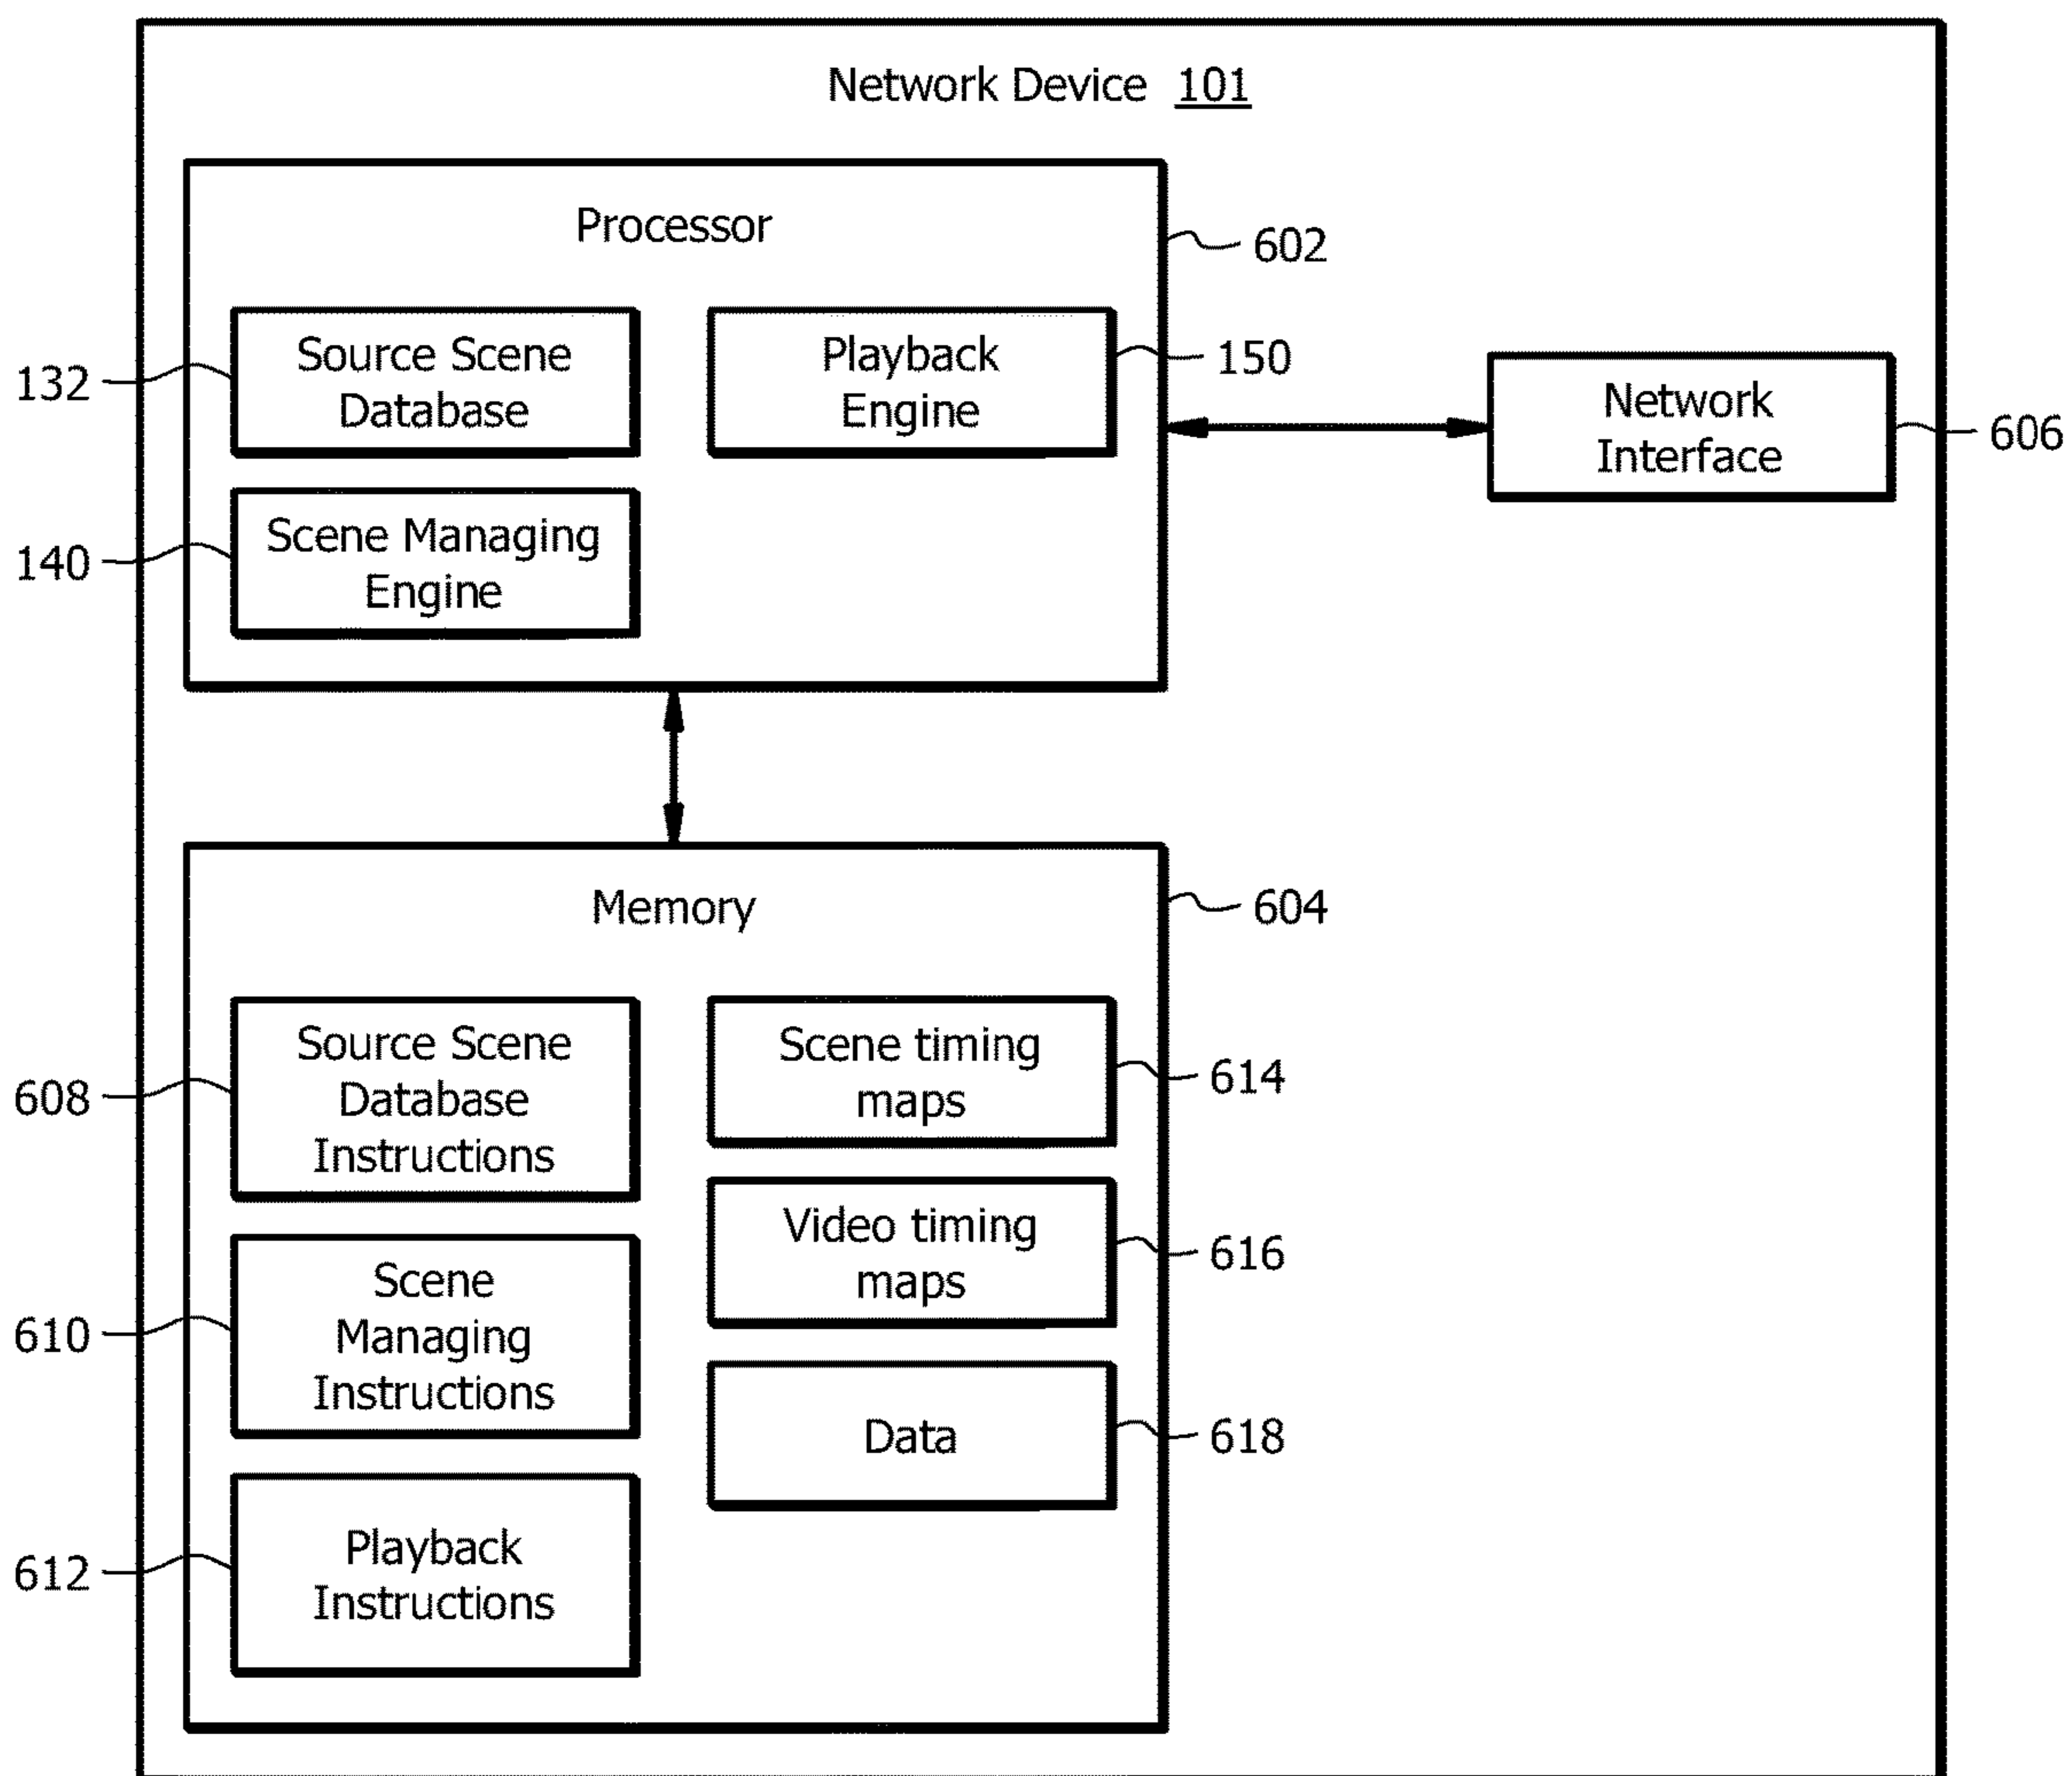 Network Device 101
Processor
602
Source Scene
Database
132
Playback
Engine
150
Network
Interface
606
Scene Managing
Engine
140
Memory
604
Source Scene
Database
Instructions
608
Scene timing
maps
614
Scene
Managing
Instructions
610
Video timing
maps
616
Playback
Instructions
612
Data
618